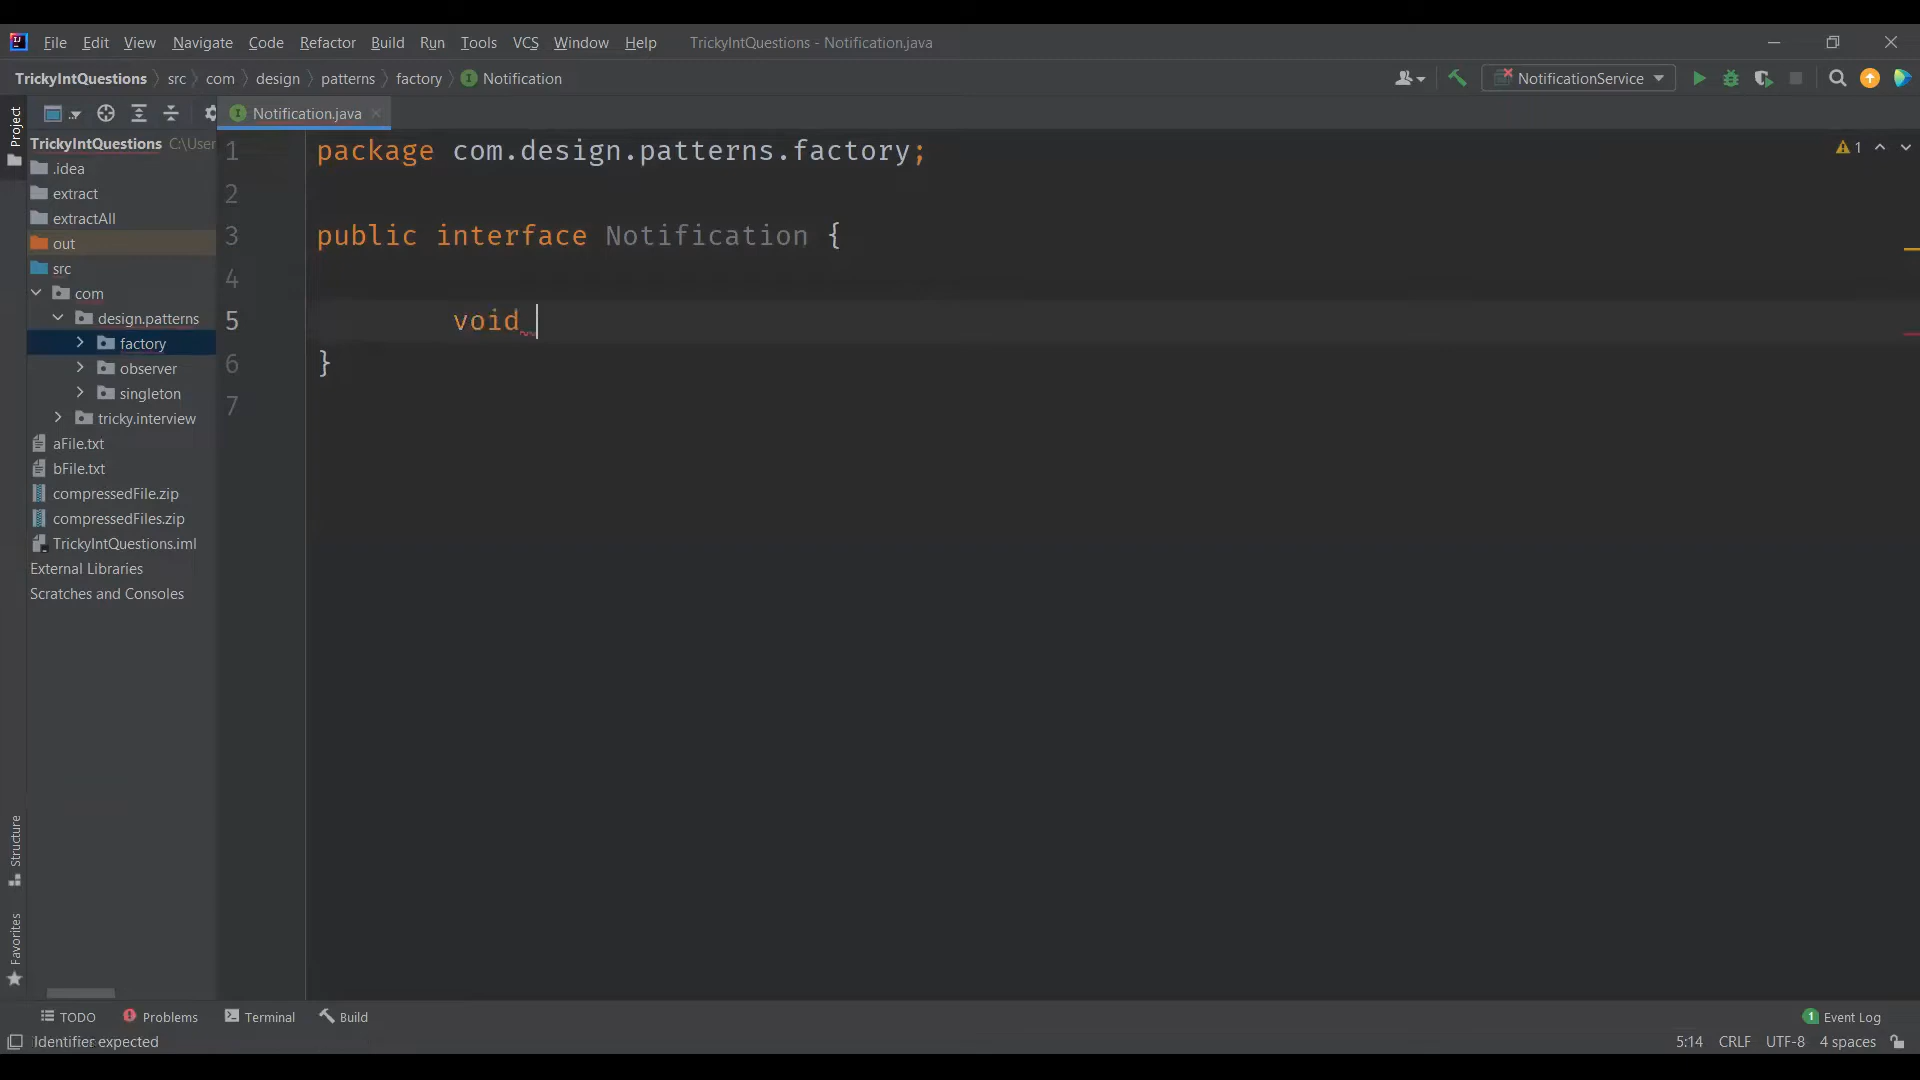 File Edit View Navigate Code Refactor Build Run Tools VCS Window Help TrickyIntQuestions - Notification.java
TrickyIntQuestions src com design patterns factory Notification NotificationService
Project
Notification.java
TrickyIntQuestions C:\User
.idea
extract
extractAll
out
src
com
design.patterns
factory
observer
singleton
tricky.interview
aFile.txt
bFile.txt
compressedFile.zip
compressedFiles.zip
TrickyIntQuestions.iml
External Libraries
Scratches and Consoles
1 package com.design.patterns.factory;
2
3 public interface Notification {
4
5 void
6 }
7
1
Structure
Favorites
TODO Problems Terminal Build 1 Event Log
Identifier expected 5:14 CRLF UTF-8 4 spaces